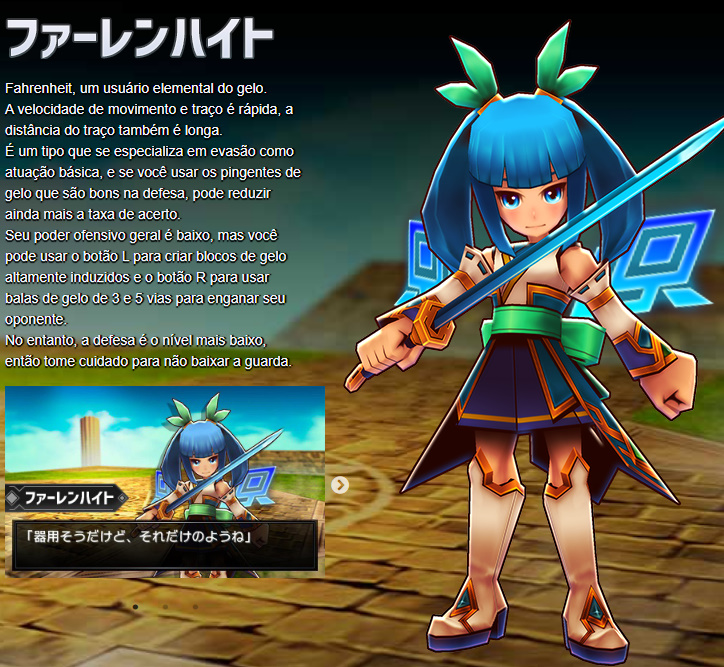 ファーレンハイト
Fahrenheit, um usuário elemental do gelo.
A velocidade de movimento e traço é rápida, a
distância do traço também é longa.
É um tipo que se especializa em evasão como
atuação básica, e se você usar os pingentes de
gelo que são bons na defesa, pode reduzir
ainda mais a taxa de acerto.
Seu poder ofensivo geral é baixo, mas você
pode usar o botão L para criar blocos de gelo
altamente induzidos e o botão R para usar
balas de gelo de 3 e 5 vias para enganar seu
oponente.
No entanto, a defesa é o nível mais baixo,
então tome cuidado para não baixar a guarda.
ファーレンハイト
「器用そうだけど、それだけのようね」